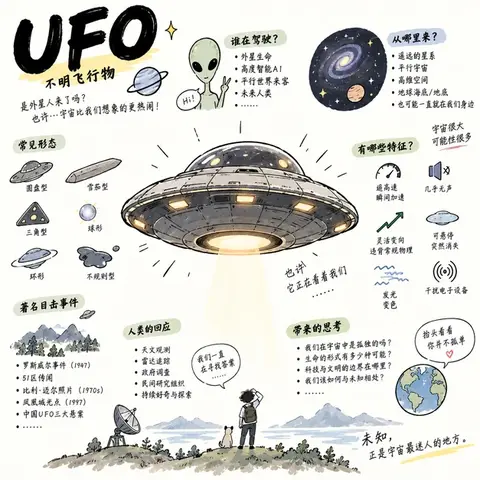 UFO
不明飞行物
是外星人来了吗？
也许…宇宙比我们想象的更热闹！
谁在驾驶？
• 外星生命
• 高度智能AI
• 平行世界来客
• 未来人类
• ……
Hi!
从哪里来？
• 遥远的星系
• 平行宇宙
• 高维空间
• 地球海底/地底
• 也可能一直就在我们身边
常见形态
圆盘型
雪茄型
三角型
球形
环形
不规则型
有哪些特征？
宇宙很大
可能性很多
超高速
瞬间加速
几乎无声
灵活变向
违背常规物理
可悬停
突然消失
发光
变色
干扰电子设备
也许
它正在看着我们
……
著名目击事件
• 罗斯威尔事件 (1947)
• 51区传闻
• 比利·迈尔照片 (1970s)
• 凤凰城光点 (1997)
• 中国UFO三大悬案
• ……
人类的回应
• 天文观测
• 雷达追踪
• 政府调查
• 民间研究组织
• 持续好奇与探索
我们一直
在寻找答案
……
带来的思考
• 我们在宇宙中是孤独的吗？
• 生命的形式有多少种可能？
• 科技与文明的边界在哪里？
• 我们该如何与未知相处？
• ……
抬头看看
你并不孤单
未知，
正是宇宙最迷人的地方。